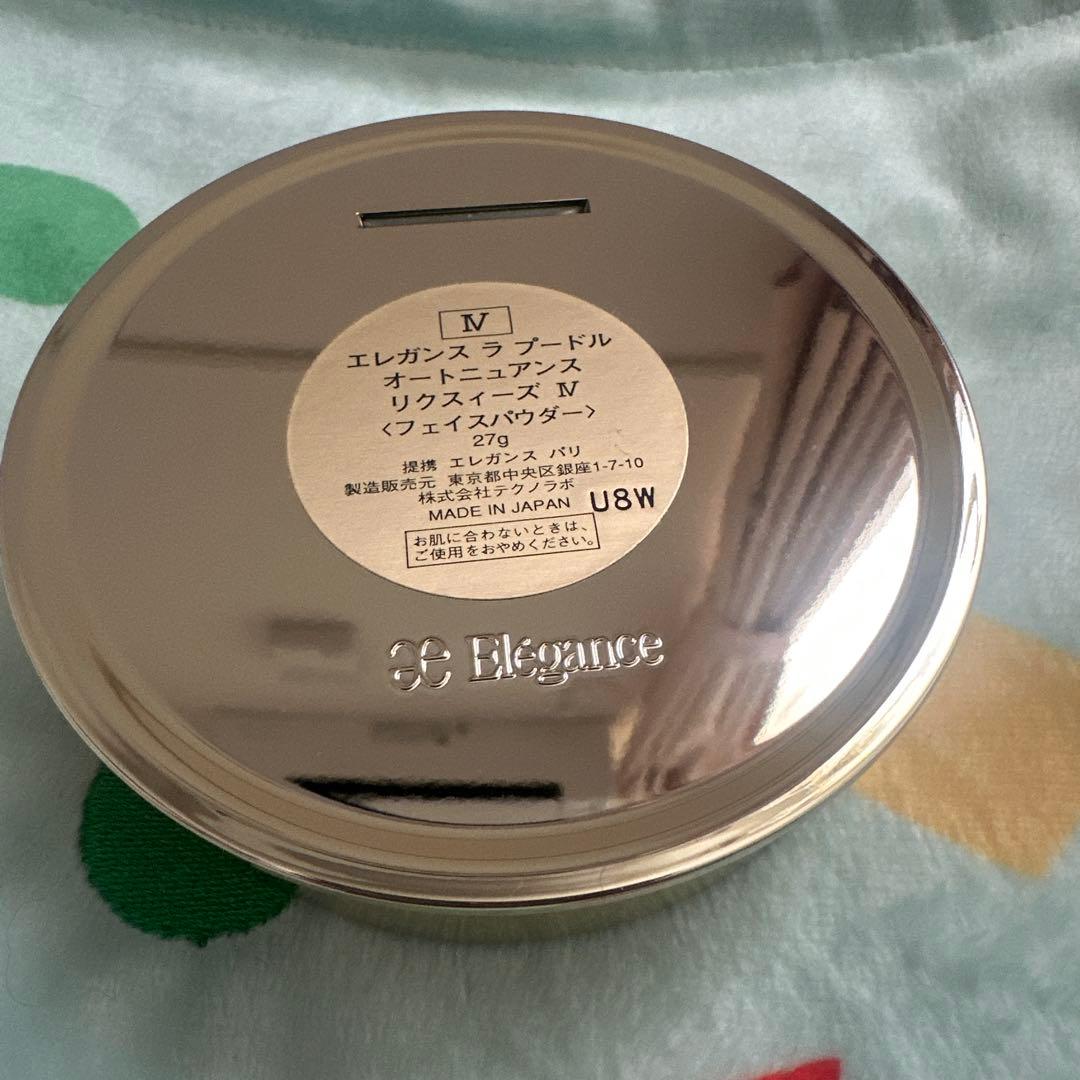 Ⅳ
エレガンス ラ プードル
オートニュアンス
リクスィーズ Ⅳ
〈フェイスパウダー〉
27g
提携 エレガンス パリ
製造販売元 東京都中央区銀座1-7-10
株式会社テクノラボ
MADE IN JAPAN U8W
お肌に合わないときは、
ご使用をおやめください。
æ Elégance